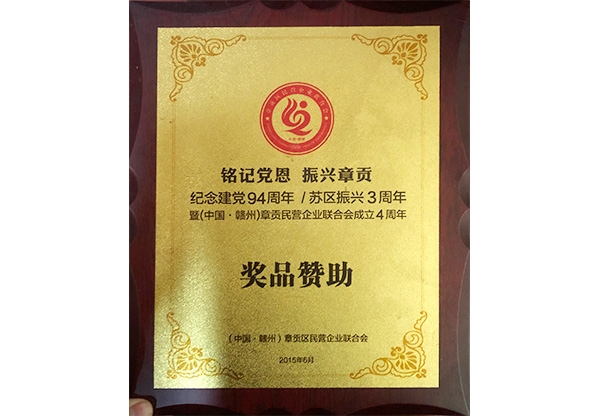 铭记党恩 振兴章贡
纪念建党94周年 / 苏区振兴3周年
暨(中国·赣州)章贡民营企业联合会成立4周年
奖品赞助
(中国·赣州)章贡区民营企业联合会
2015年6月